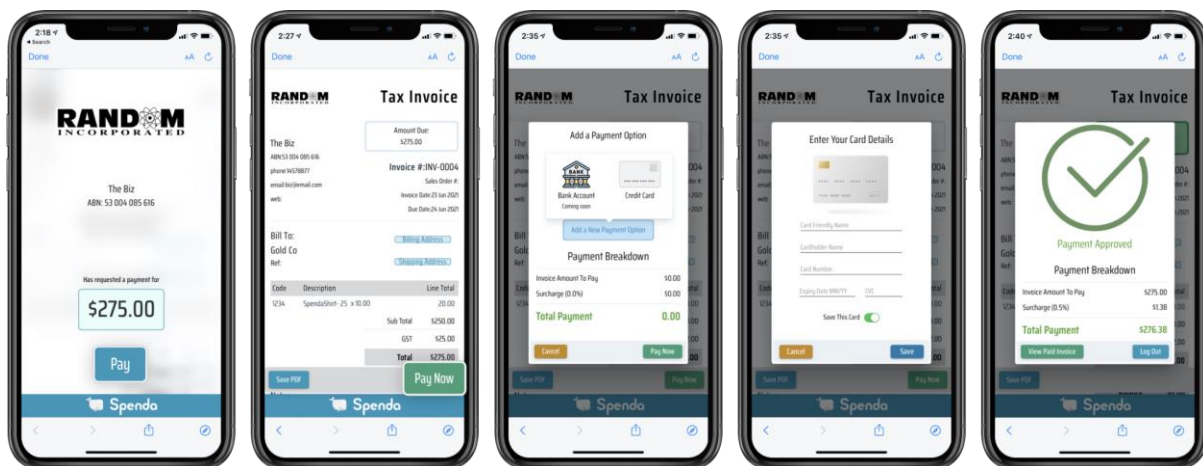 2:18
Search
Done
AA
RANDOM
INCORPORATED
The Biz
ABN: 53 004 085 616
Has requested a payment for
$275.00
Pay
Spenda
2:27
Done
AA
RANDOM
INCORPORATED
Tax Invoice
Amount Due:
$275.00
The Biz
ABN:53 004 085 616
phone:14578877
Invoice #:INV-0004
Sales Order #:
web:
Invoice Date:23 Jun 2021
Due Date:24 Jun 2021
Bill To:
Billing Address
Gold Co
Ref:
Shipping Address
Code Description Line Total
1234 SpendaShirt-25 x 10.00 20.00
Sub Total $250.00
GST $25.00
Total $275.00
Save PDF
Pay Now
Spenda
2:35
Done
AA
RANDOM
INCORPORATED
Tax Invoice
Add a Payment Option
BANK
Bank Account
Coming soon
Credit Card
Add a New Payment Option
Payment Breakdown
Invoice Amount To Pay $0.00
Surcharge (0.0%) $0.00
Total Payment 0.00
Cancel
Pay Now
Save PDF
Pay Now
Spenda
2:35
Done
AA
RANDOM
INCORPORATED
Tax Invoice
Enter Your Card Details
Card Friendly Name
Cardholder Name
Card Number
Expiry Date MM/YY CVC
Save This Card
Cancel
Save
Save PDF
Pay Now
Spenda
2:40
Done
AA
RANDOM
INCORPORATED
Tax Invoice
Payment Approved
Payment Breakdown
Invoice Amount To Pay $275.00
Surcharge (0.5%) $1.38
Total Payment $276.38
View Paid Invoice
Log Out
Save PDF
Spenda